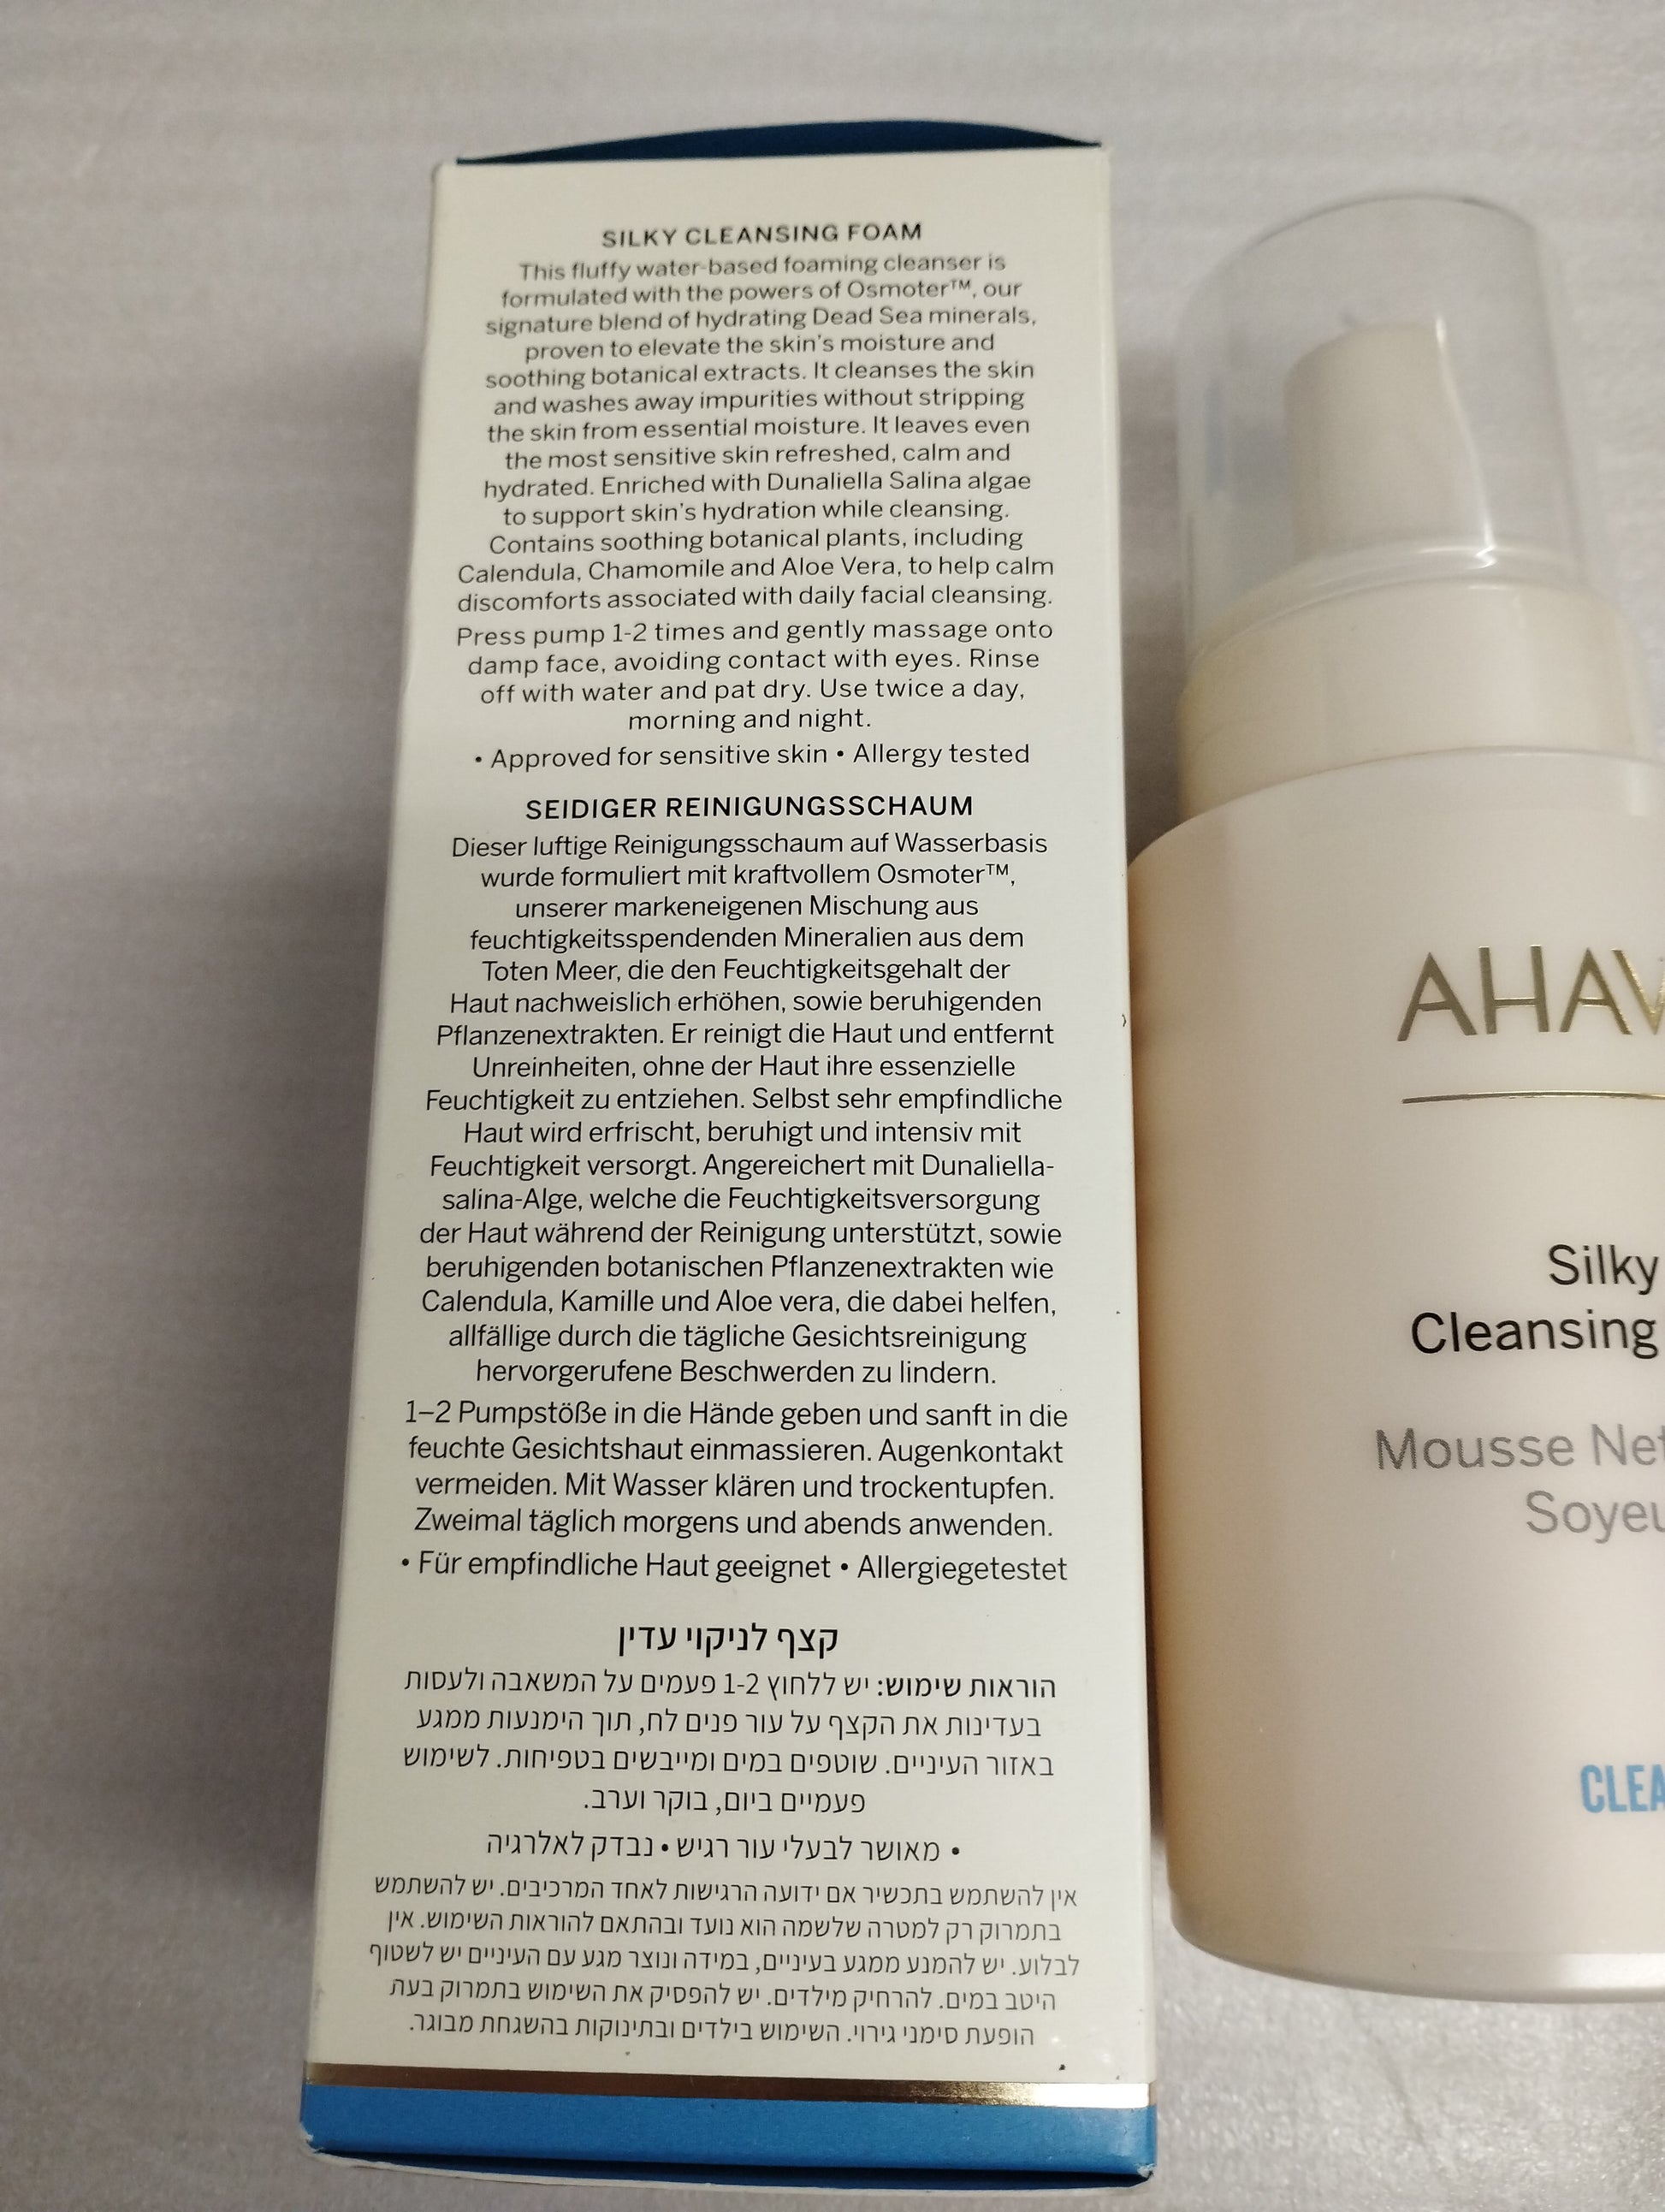 SILKY CLEANSING FOAM
This fluffy water-based foaming cleanser is
formulated with the powers of Osmoter™, our
signature blend of hydrating Dead Sea minerals,
proven to elevate the skin's moisture and
soothing botanical extracts. It cleanses the skin
and washes away impurities without stripping
the skin from essential moisture. It leaves even
the most sensitive skin refreshed, calm and
hydrated. Enriched with Dunaliella Salina algae
to support skin's hydration while cleansing.
Contains soothing botanical plants, including
Calendula, Chamomile and Aloe Vera, to help calm
discomforts associated with daily facial cleansing.
Press pump 1-2 times and gently massage onto
damp face, avoiding contact with eyes. Rinse
off with water and pat dry. Use twice a day,
morning and night.
• Approved for sensitive skin • Allergy tested
SEIDIGER REINIGUNGSSCHAUM
Dieser luftige Reinigungsschaum auf Wasserbasis
wurde formuliert mit kraftvollem Osmoter™,
unserer markeneigenen Mischung aus
feuchtigkeitsspendenden Mineralien aus dem
Toten Meer, die den Feuchtigkeitsgehalt der
Haut nachweislich erhöhen, sowie beruhigenden
Pflanzenextrakten. Er reinigt die Haut und entfernt
Unreinheiten, ohne der Haut ihre essenzielle
Feuchtigkeit zu entziehen. Selbst sehr empfindliche
Haut wird erfrischt, beruhigt und intensiv mit
Feuchtigkeit versorgt. Angereichert mit Dunaliella-
salina-Alge, welche die Feuchtigkeitsversorgung
der Haut während der Reinigung unterstützt, sowie
beruhigenden botanischen Pflanzenextrakten wie
Calendula, Kamille und Aloe vera, die dabei helfen,
allfällige durch die tägliche Gesichtsreinigung
hervorgerufene Beschwerden zu lindern.
1–2 Pumpstöße in die Hände geben und sanft in die
feuchte Gesichtshaut einmassieren. Augenkontakt
vermeiden. Mit Wasser klären und trockentupfen.
Zweimal täglich morgens und abends anwenden.
• Für empfindliche Haut geeignet • Allergiegetestet
קצף לניקוי עדין
הוראות שימוש: יש ללחוץ 1-2 פעמים על המשאבה ולעסות
בעדינות את הקצף על עור פנים לח, תוך הימנעות ממגע
באזור העיניים. שוטפים במים ומייבשים בטפיחות. לשימוש
פעמיים ביום, בוקר וערב.
• מאושר לבעלי עור רגיש • נבדק לאלרגיה
אין להשתמש בתכשיר אם ידועה הרגישות לאחד המרכיבים. יש להשתמש
בתמרוק רק למטרה שלשמה הוא נועד ובהתאם להוראות השימוש. אין
לבלוע. יש להמנע ממגע בעיניים, במידה ונוצר מגע עם העיניים יש לשטוף
היטב במים. להרחיק מילדים. יש להפסיק את השימוש בתמרוק בעת
הופעת סימני גירוי. השימוש בילדים ובתינוקות בהשגחת מבוגר.
AHAV
Silky
Cleansing
Mousse Net
Soyeu
CLEA